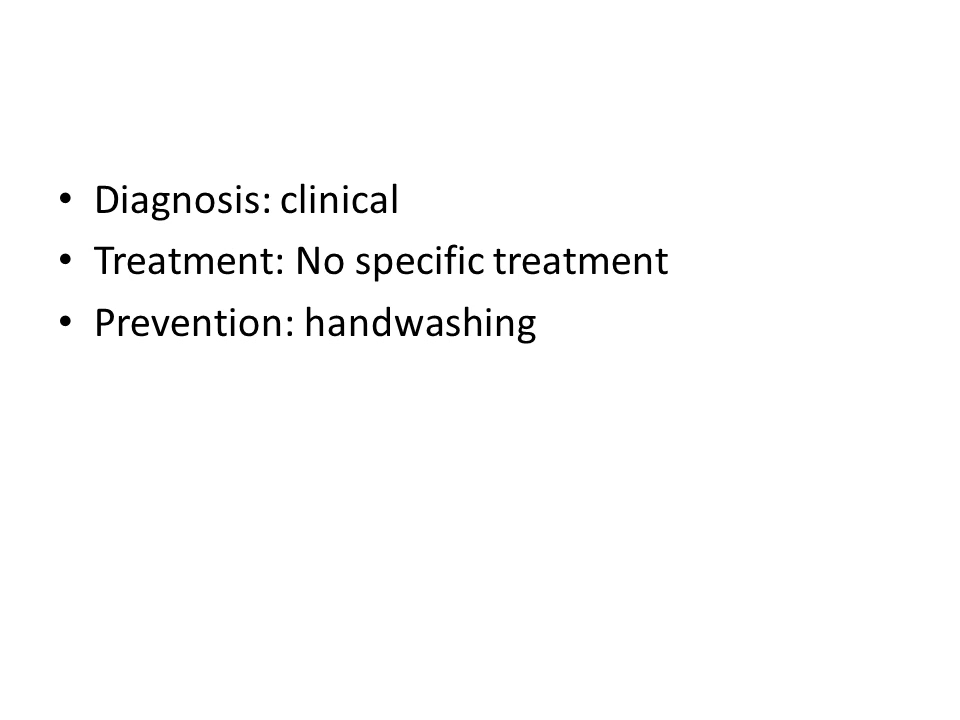 • Diagnosis: clinical
• Treatment: No specific treatment
• Prevention: handwashing